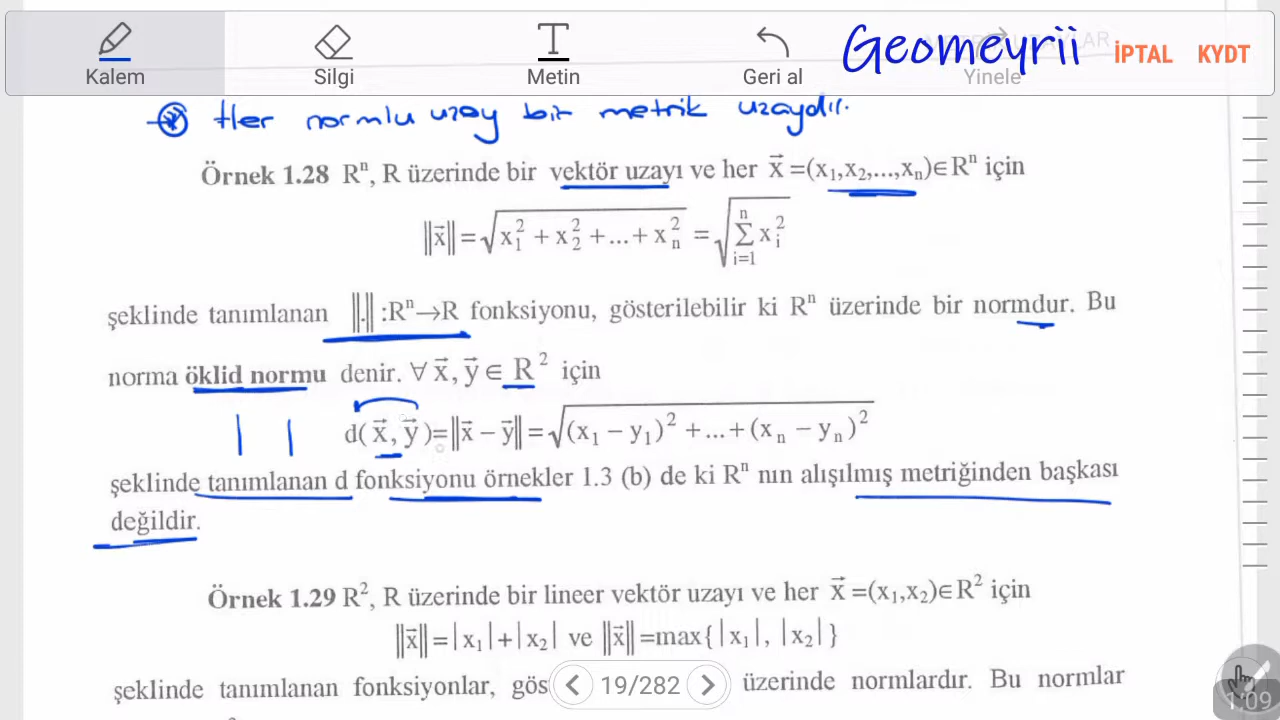 Kalem Silgi Metin Geri al Yinele İPTAL KYDT
Geomeyrii
Her normlu uzay bir metrik uzaydır.
Örnek 1.28 Rⁿ, R üzerinde bir vektör uzayı ve her x⃗ =(x₁,x₂,...,xₙ)∈Rⁿ için
‖x⃗‖ = √(x₁² + x₂² + ... + xₙ²) = √(∑ᵢ₌₁ⁿ xᵢ²)
şeklinde tanımlanan ‖.‖ :Rⁿ→R fonksiyonu, gösterilebilir ki Rⁿ üzerinde bir normdur. Bu
norma öklid normu denir. ∀ x⃗, y⃗ ∈ R² için
d( x⃗, y⃗ )=‖x⃗ − y⃗‖ = √((x₁ − y₁)² + ... + (xₙ − yₙ)²)
şeklinde tanımlanan d fonksiyonu örnekler 1.3 (b) de ki Rⁿ nın alışılmış metriğinden başkası
değildir.
Örnek 1.29 R², R üzerinde bir lineer vektör uzayı ve her x⃗ =(x₁,x₂)∈R² için
‖x⃗‖ =|x₁|+|x₂| ve ‖x⃗‖ =max{|x₁|, |x₂|}
şeklinde tanımlanan fonksiyonlar, gös üzerinde normlardır. Bu normlar
19/282
1:09